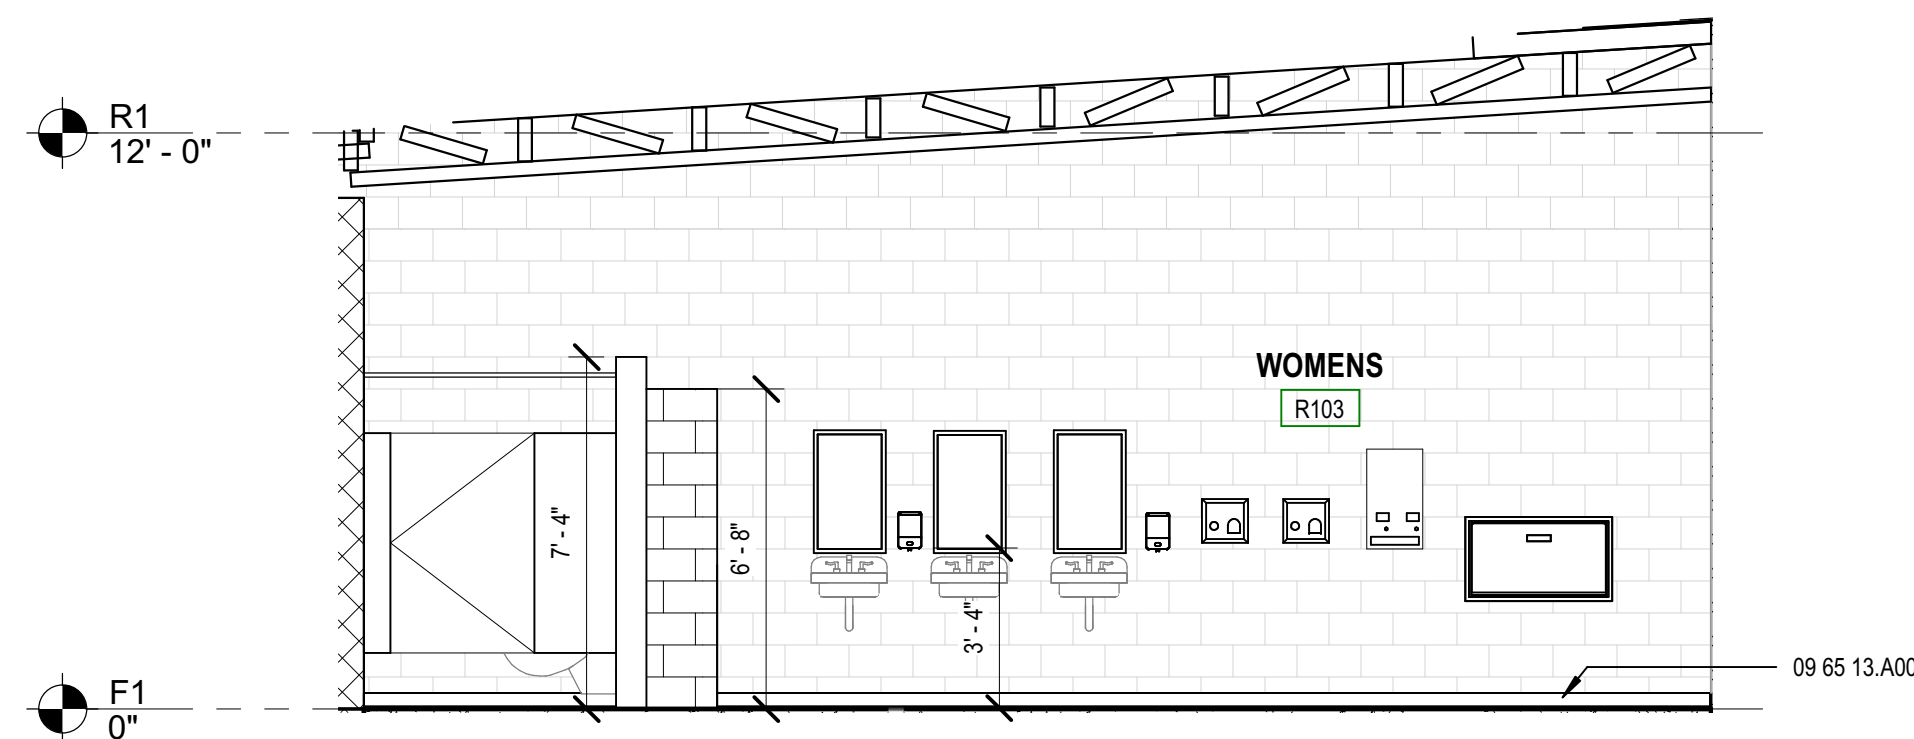 R1
12' - 0"
WOMENS
R103
7' - 4"
6' - 8"
3' - 4"
09 65 13.A00
F1
0"